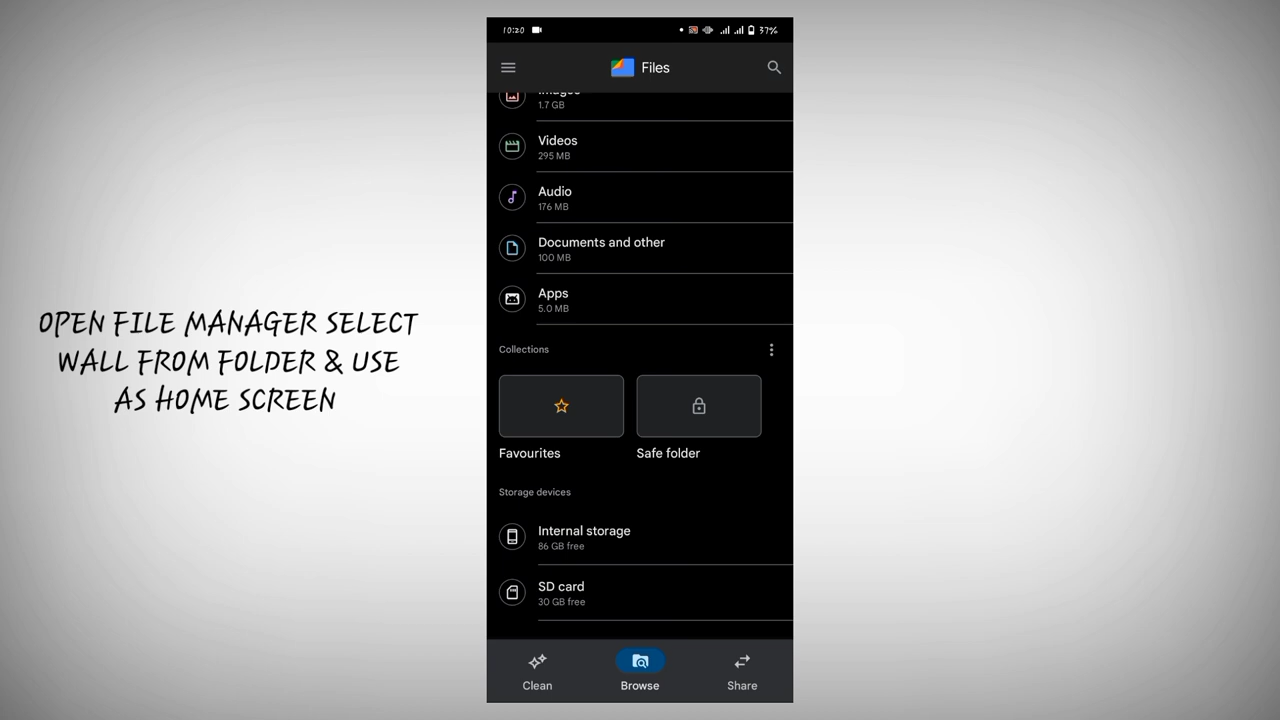 10:20
37%
Files
Images
1.7 GB
Videos
295 MB
Audio
176 MB
Documents and other
100 MB
Apps
5.0 MB
OPEN FILE MANAGER SELECT
WALL FROM FOLDER & USE
AS HOME SCREEN
Collections
Favourites
Safe folder
Storage devices
Internal storage
86 GB free
SD card
30 GB free
Clean
Browse
Share